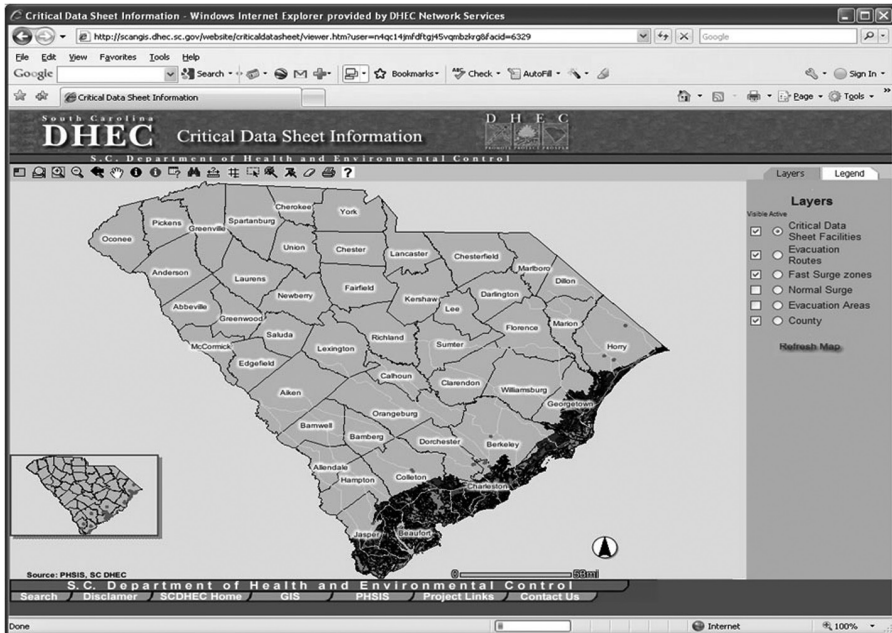 Critical Data Sheet Information - Windows Internet Explorer provided by DHEC Network Services
http://scangis.dhec.sc.gov/website/criticaldatasheet/viewer.htm?user=n4qc14jmfdftgj45vqmbzkrg&facid=6329
Google
File Edit View Favorites Tools Help
Google Search Bookmarks Check AutoFill Sign In
Critical Data Sheet Information Page Tools
South Carolina
DHEC Critical Data Sheet Information D H E C
PROMOTE PROTECT PROSPER
S.C. Department of Health and Environmental Control
Layers Legend
Layers
Visible Active
Critical Data
Sheet Facilities
Evacuation
Routes
Fast Surge zones
Normal Surge
Evacuation Areas
County
Refresh Map
Cherokee
York
Spartanburg
Pickens
Greenville
Oconee
Union
Chester
Lancaster
Chesterfield
Marlboro
Dillon
Anderson
Laurens
Fairfield
Newberry
Kershaw
Darlington
Lee
Abbeville
Greenwood
Florence
Marion
Saluda
Richland
Sumter
Horry
McCormick
Lexington
Edgefield
Calhoun
Clarendon
Williamsburg
Aiken
Georgetown
Orangeburg
Barnwell
Bamberg
Dorchester
Berkeley
Allendale
Hampton
Colleton
Charleston
Jasper
Beaufort
Source: PHSIS, SC DHEC
0 58mi
S.C. Department of Health and Environmental Control
Search Disclamer SCDHEC Home GIS PHSIS Project Links Contact Us
Done Internet 100%